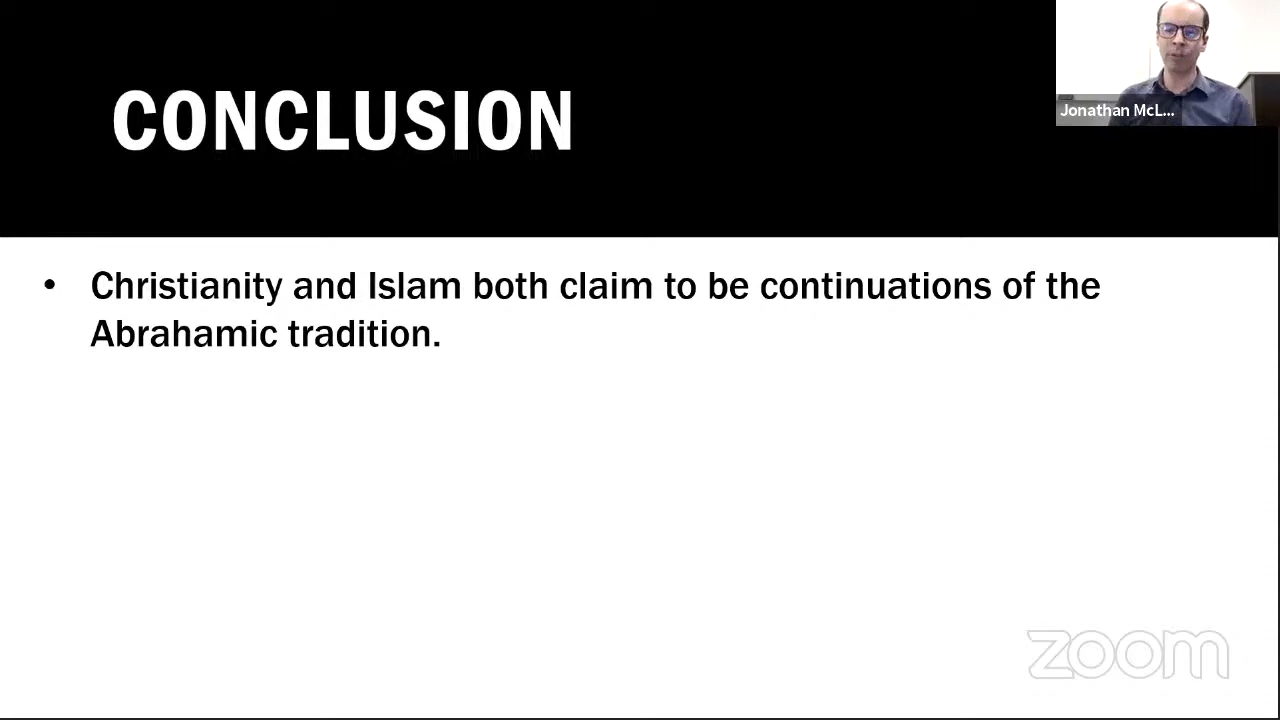 CONCLUSION
Jonathan McL...
• Christianity and Islam both claim to be continuations of the
Abrahamic tradition.
zoom